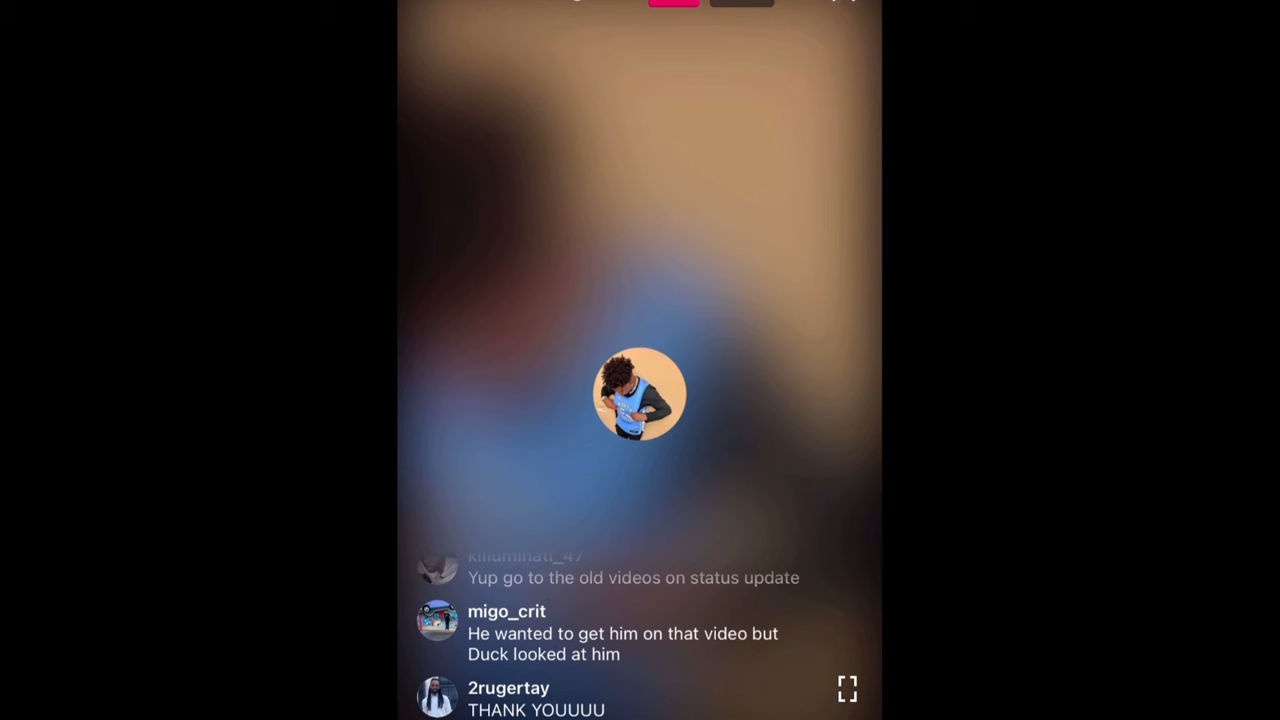 killuminati_47
Yup go to the old videos on status update
migo_crit
He wanted to get him on that video but
Duck looked at him
2rugertay
THANK YOUUUU